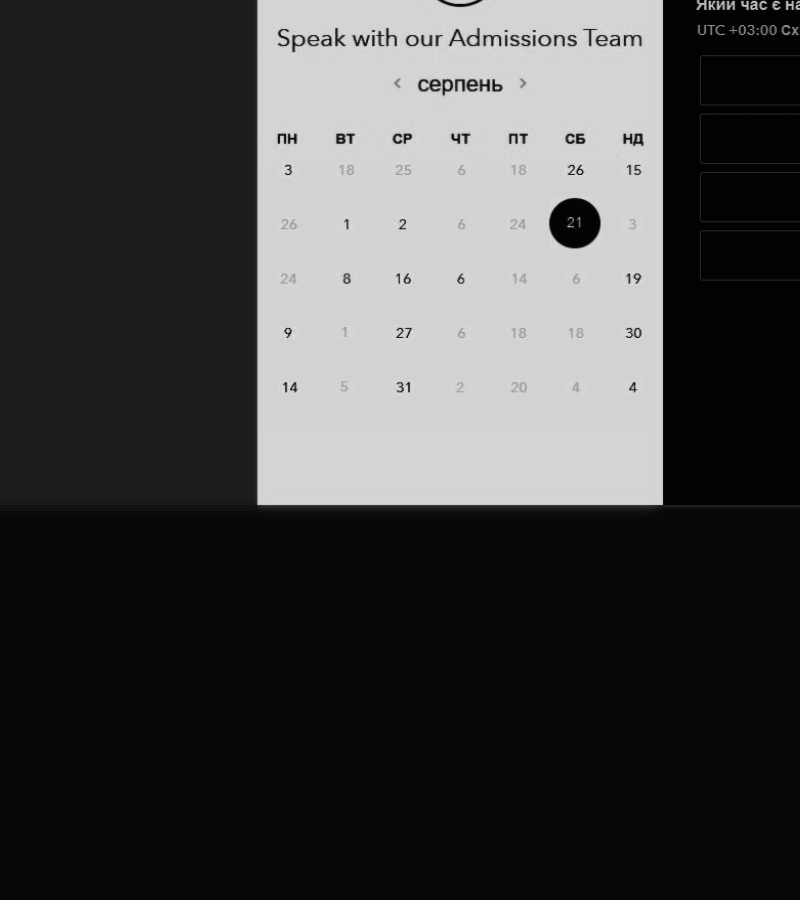 Який час є на
Speak with our Admissions Team
UTC +03:00 Сх
< серпень >
ПН ВТ СР ЧТ ПТ СБ НД
3 18 25 6 18 26 15
26 1 2 6 24 21 3
24 8 16 6 14 6 19
9 1 27 6 18 18 30
14 5 31 2 20 4 4